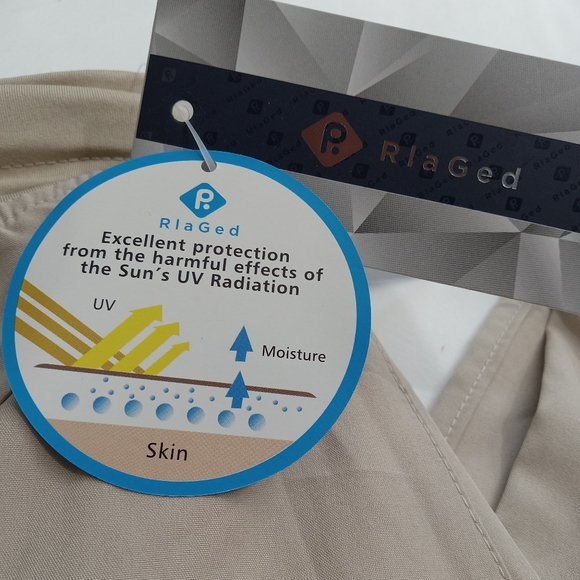 RlaGed
RlaGed
Excellent protection
from the harmful effects of
the Sun's UV Radiation
UV
Moisture
Skin